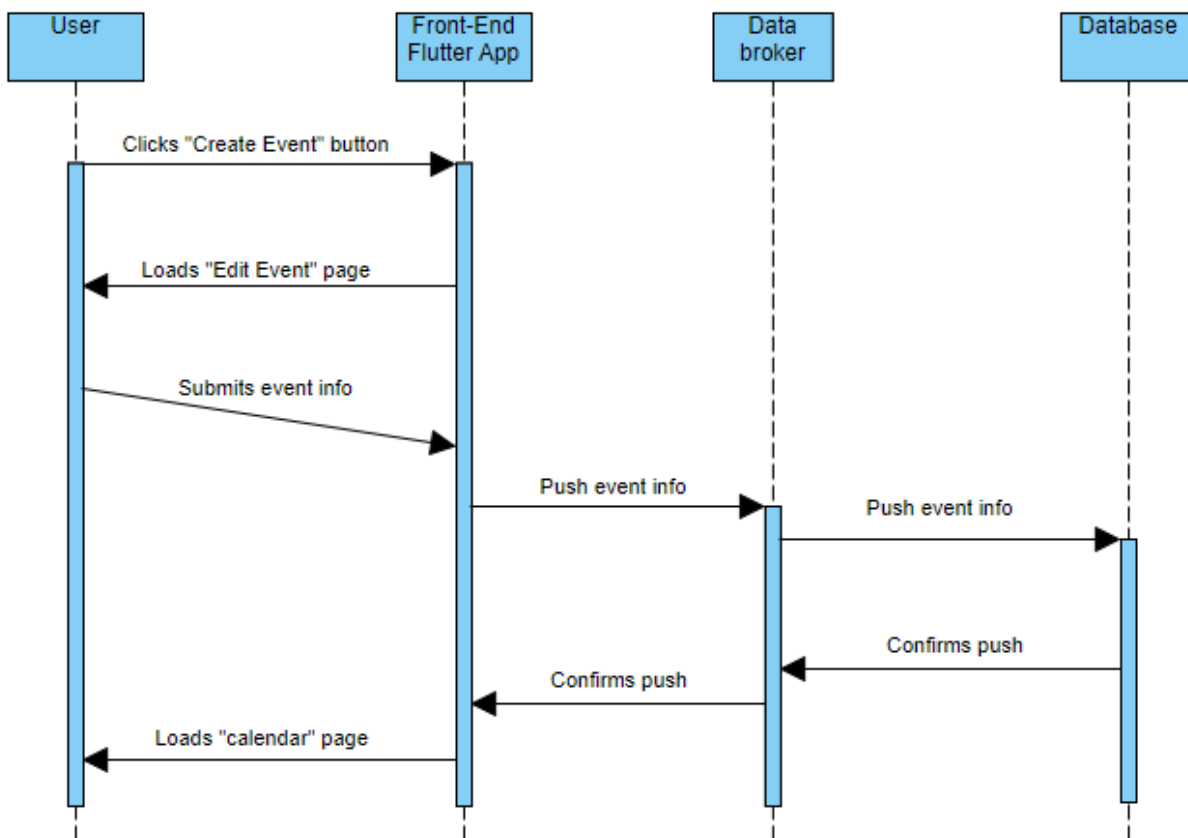 User
Front-End
Flutter App
Data
broker
Database
Clicks "Create Event" button
Loads "Edit Event" page
Submits event info
Push event info
Push event info
Confirms push
Confirms push
Loads "calendar" page